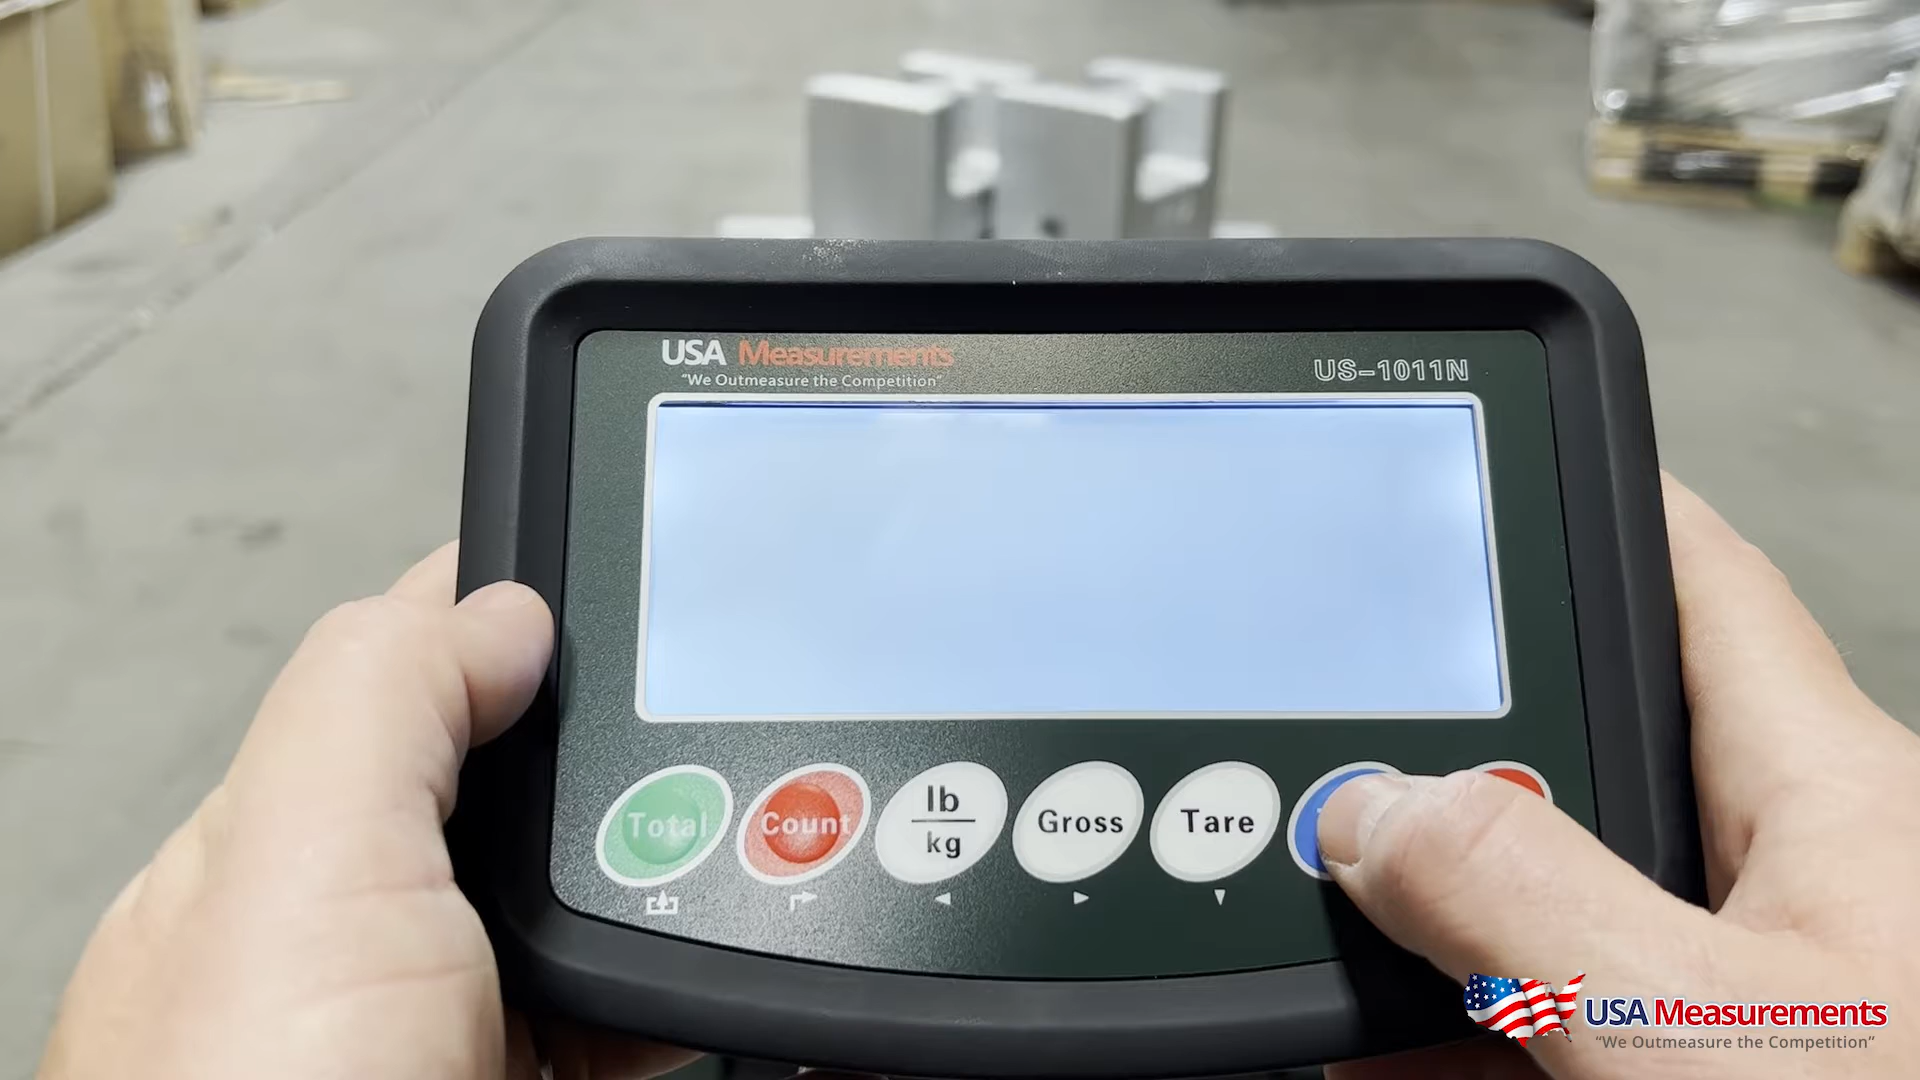 USA Measurements
"We Outmeasure the Competition"
US-1011N
Total
Count
lb
kg
Gross
Tare
USA Measurements
"We Outmeasure the Competition"